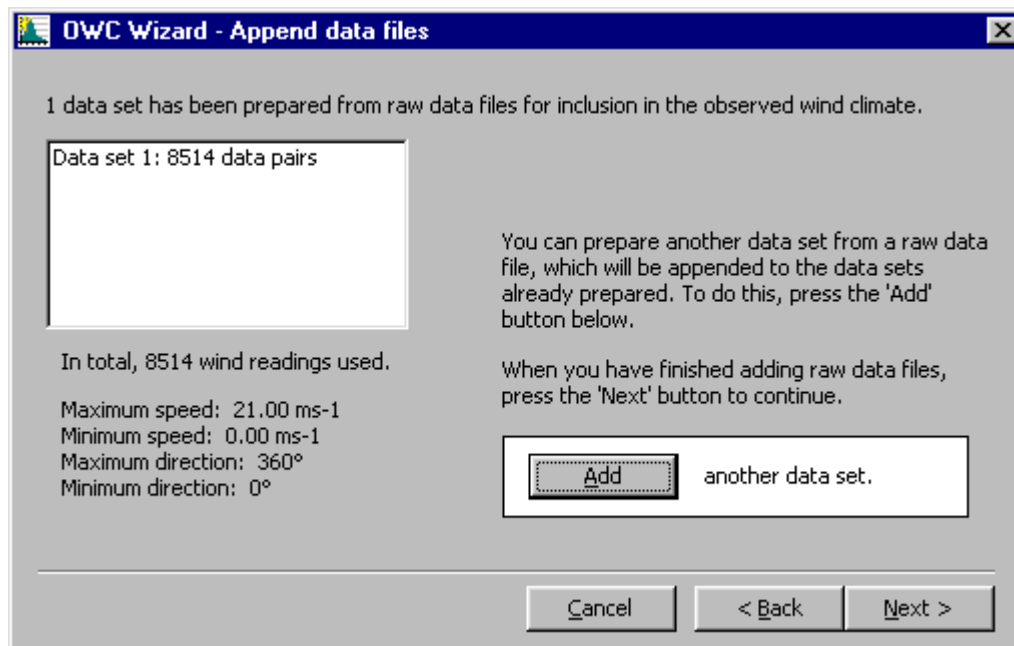 OWC Wizard - Append data files
1 data set has been prepared from raw data files for inclusion in the observed wind climate.
Data set 1: 8514 data pairs
In total, 8514 wind readings used.
Maximum speed: 21.00 ms-1
Minimum speed: 0.00 ms-1
Maximum direction: 360°
Minimum direction: 0°
You can prepare another data set from a raw data
file, which will be appended to the data sets
already prepared. To do this, press the 'Add'
button below.
When you have finished adding raw data files,
press the 'Next' button to continue.
Add another data set.
Cancel < Back Next >